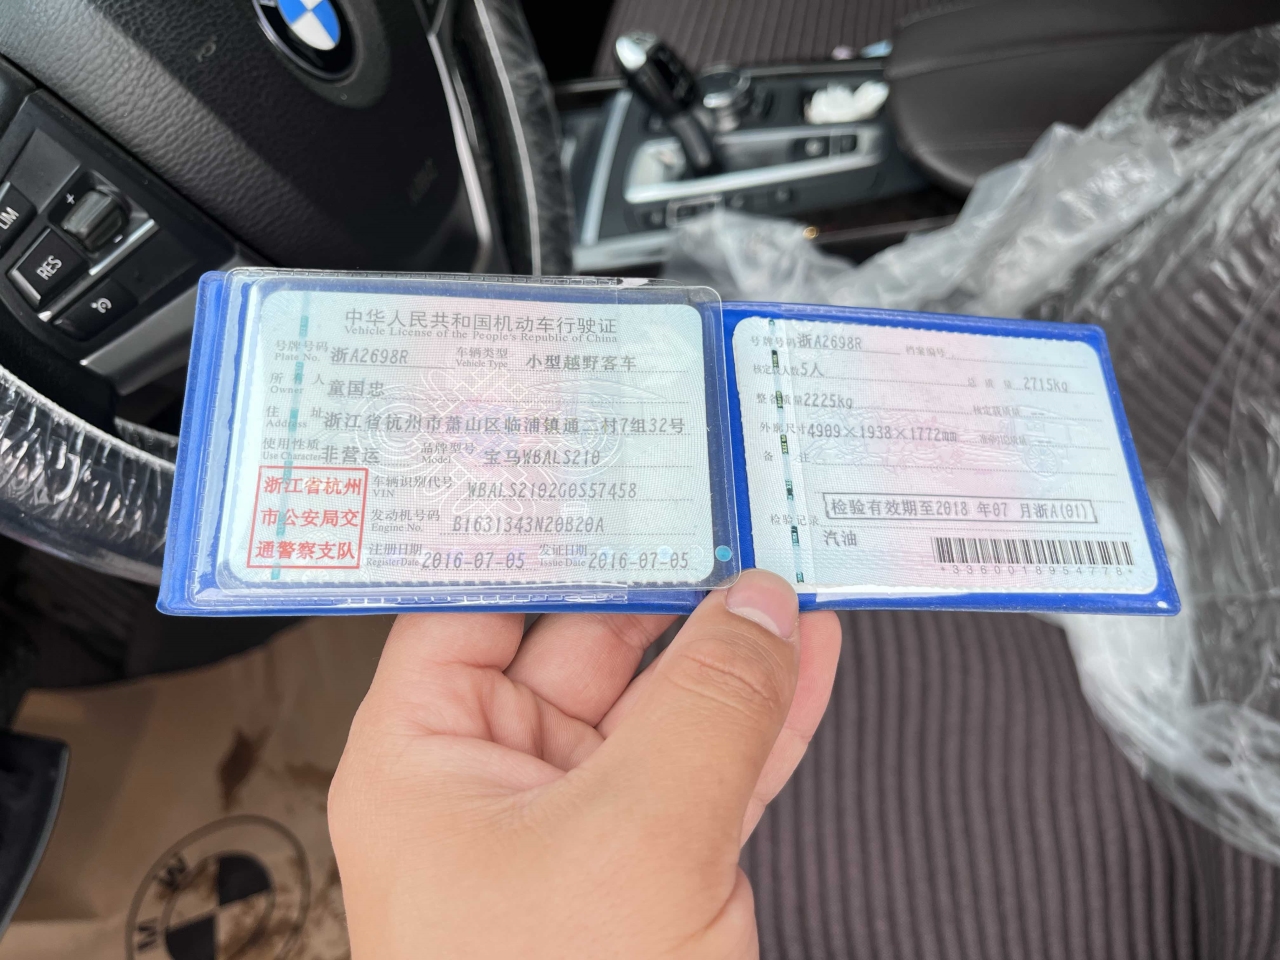 LIM
+
RES
中华人民共和国机动车行驶证
Vehicle License of the People's Republic of China
号牌号码 浙A2698R 车辆类型 小型越野客车
Plate No. Vehicle Type
所有人 童国忠
Owner
住址 浙江省杭州市萧山区临浦镇通二村7组32号
Address
使用性质 非营运 品牌型号 宝马WBALS210
Use Character Model
浙江省杭州
市公安局交
通警察支队
车辆识别代号 WBALS2102G0S57458
VIN
发动机号码 B1631343N20B20A
Engine No.
注册日期 2016-07-05 发证日期 2016-07-05
Register Date Issue Date
号牌号码 浙A2698R 档案编号
核定载人数 5人 总质量 2715kg
整备质量 2225kg 核定载质量
外廓尺寸 4909×1938×1772mm 准牵引总质量
备注
检验有效期至2018 年07 月浙A(01)
检验记录
汽油
M W